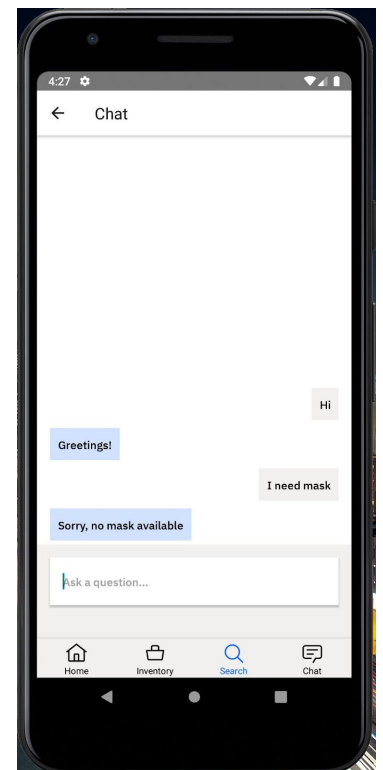 4:27
Chat
Hi
Greetings!
I need mask
Sorry, no mask available
Ask a question...
Home Inventory Search Chat